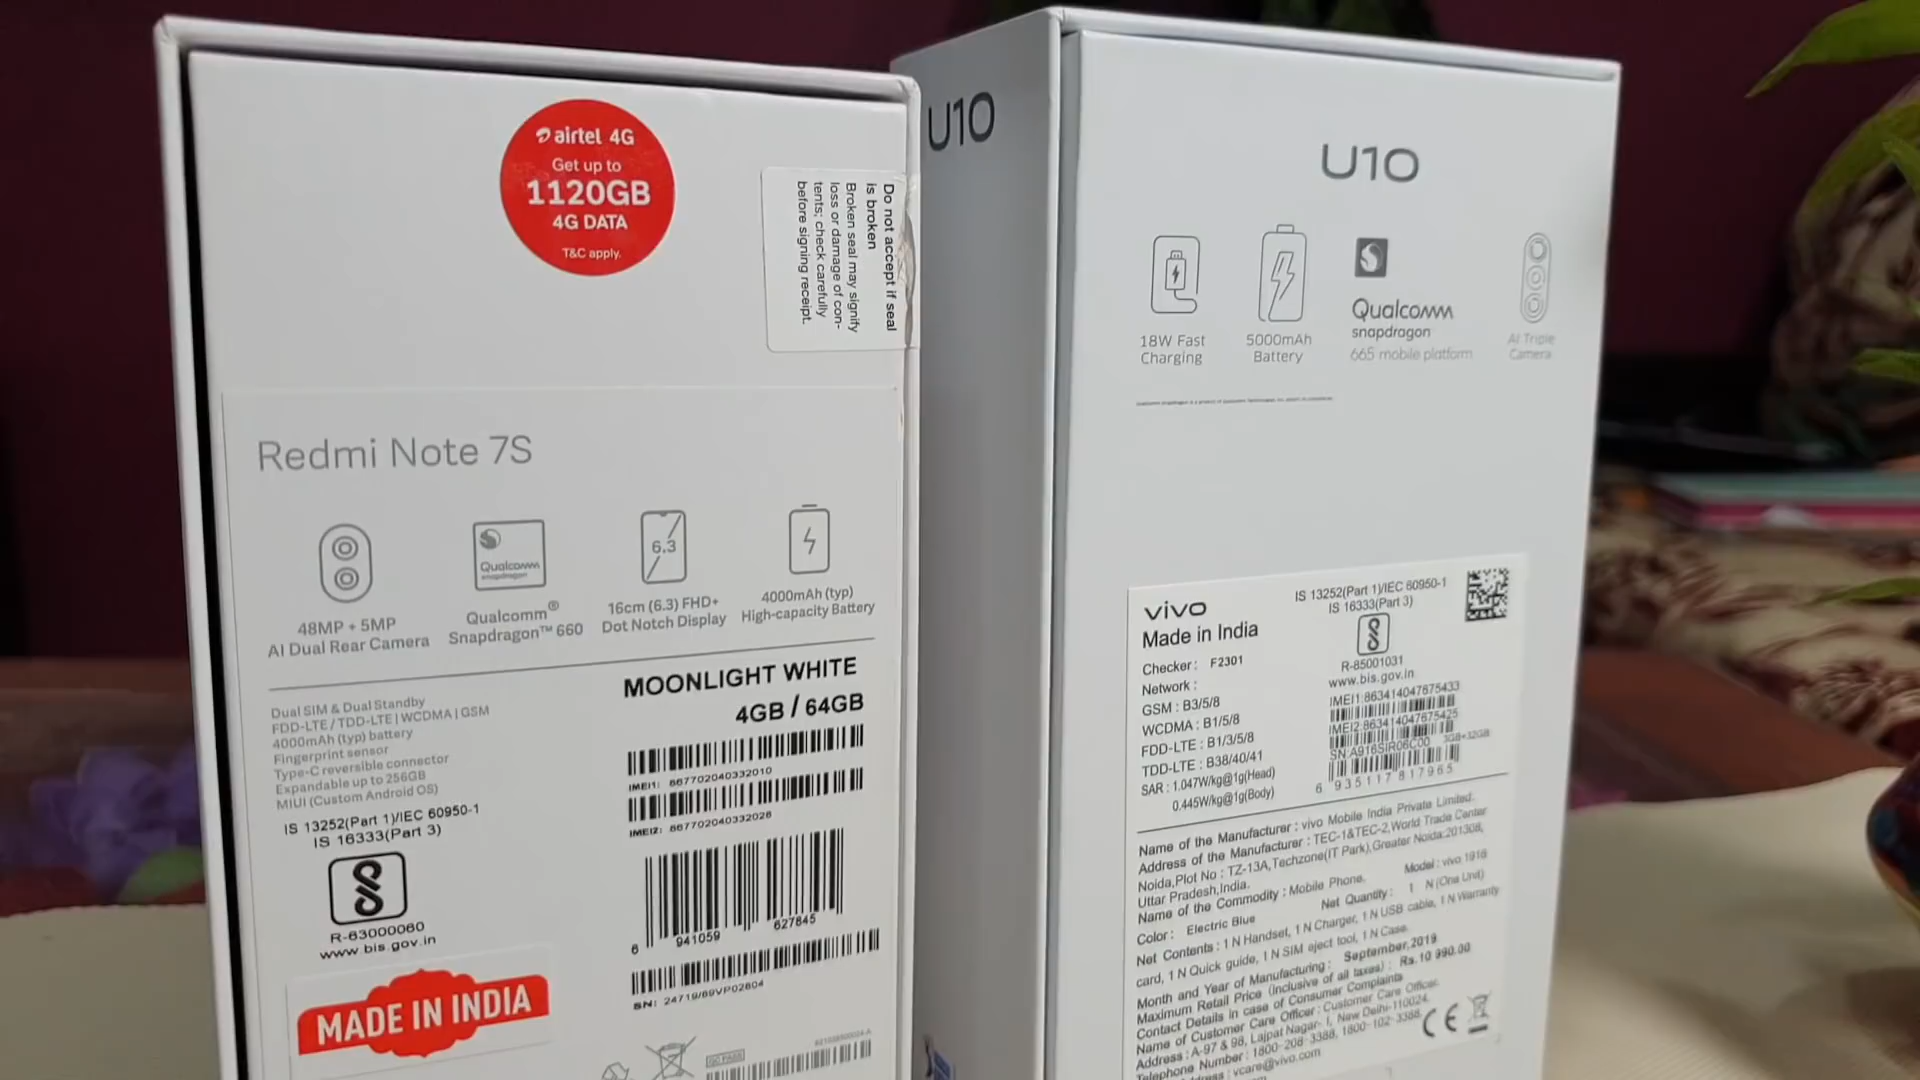 airtel 4G
Get up to
1120GB
4G DATA
T&C apply.
Do not accept if seal
is broken
Broken seal may signify
loss or damage of con-
tents; check carefully
before signing receipt.
Redmi Note 7S
6.3
Qualcomm
snapdragon
48MP + 5MP
AI Dual Rear Camera
Qualcomm®
Snapdragon™ 660
16cm (6.3) FHD+
Dot Notch Display
4000mAh (typ)
High-capacity Battery
Dual SIM & Dual Standby
FDD-LTE / TDD-LTE | WCDMA | GSM
4000mAh (typ) battery
Fingerprint sensor
Type-C reversible connector
Expandable up to 256GB
MIUI (Custom Android OS)
IS 13252(Part 1)/IEC 60950-1
IS 16333(Part 3)
R-63000060
www.bis.gov.in
MADE IN INDIA
MOONLIGHT WHITE
4GB / 64GB
IMEI1: 867702040332010
IMEI2: 867702040332028
6 941059 627845
SN: 24719/89VP02804
QC PASS
U10
U10
18W Fast
Charging
5000mAh
Battery
Qualcomm
snapdragon
665 mobile platform
AI Triple
Camera
vivo
Made in India
Checker: F2301
Network :
GSM : B3/5/8
WCDMA : B1/5/8
FDD-LTE : B1/3/5/8
TDD-LTE : B38/40/41
SAR : 1.047W/kg@1g(Head)
0.445W/kg@1g(Body)
IS 13252(Part 1)/IEC 60950-1
IS 16333(Part 3)
R-85001031
www.bis.gov.in
IMEI1:863414047675433
IMEI2:863414047675425
SN:A916SIR06C00 3GB+32GB
6 935117 817965
Name of the Manufacturer : vivo Mobile India Private Limited.
Address of the Manufacturer : TEC-1&TEC-2,World Trade Center
Noida,Plot No : TZ-13A,Techzone(IT Park),Greater Noida:201308,
Uttar Pradesh,India.
Name of the Commodity : Mobile Phone. Model : vivo 1916
Color : Electric Blue Net Quantity : 1 N (One Unit)
Net Contents : 1 N Handset, 1 N Charger, 1 N USB cable, 1 N Warranty
card, 1 N Quick guide, 1 N SIM eject tool, 1 N Case.
Month and Year of Manufacturing : September,2019
Maximum Retail Price (inclusive of all taxes) : Rs.10 990.00
Contact Details in case of Consumer Complaints
Name of Customer Care Officer : Customer Care Officer.
Address : A-97 & 98, Lajpat Nagar- I, New Delhi-110024.
Telephone Number : 1800-208-3388, 1800-102-3388.
vcare@vivo.com
CE